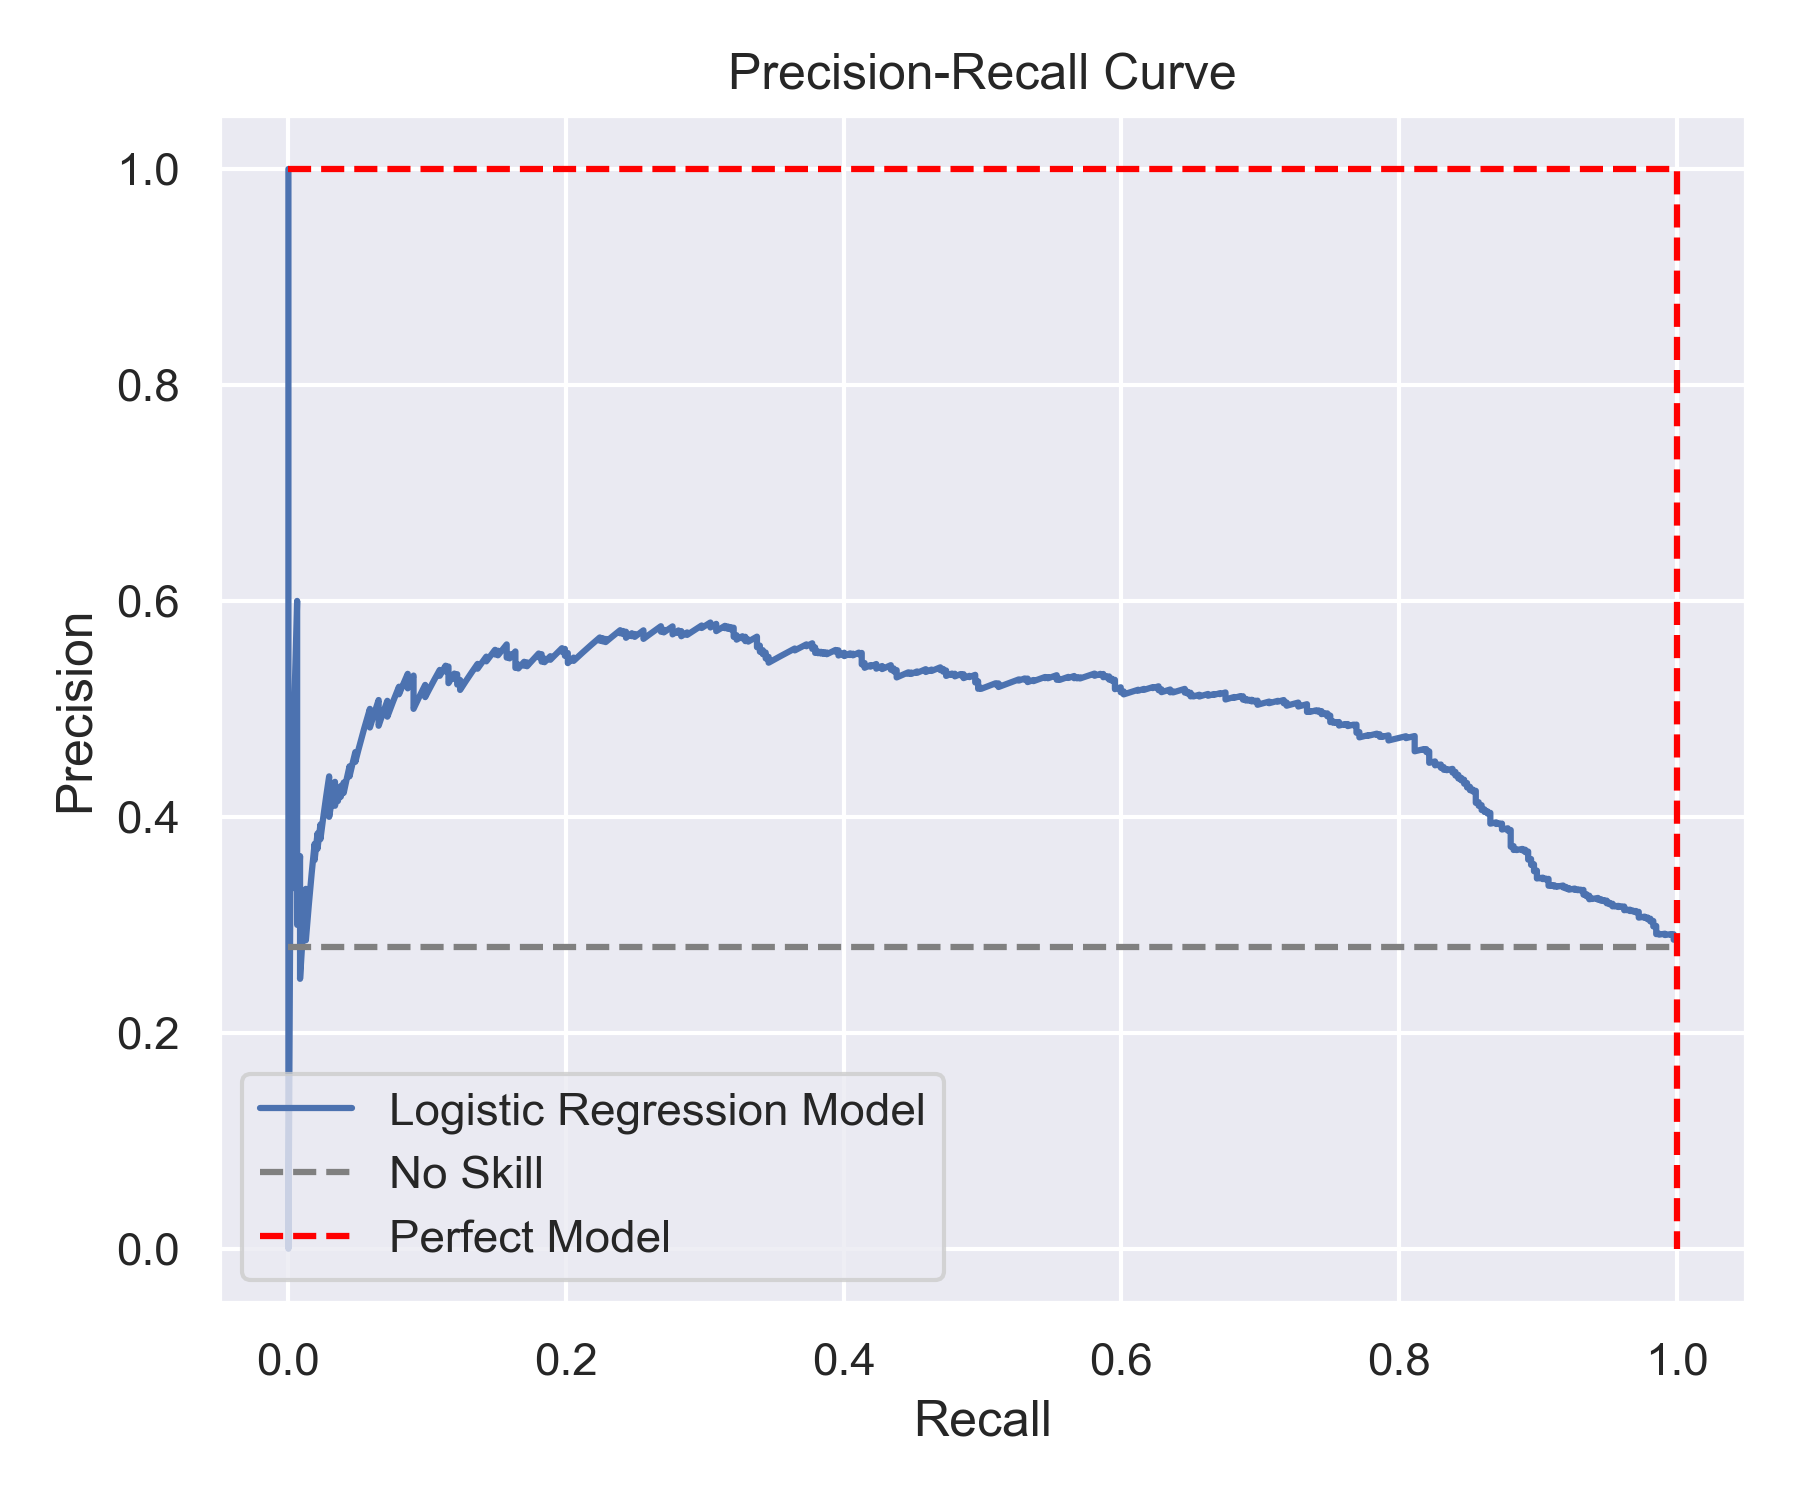 Precision-Recall Curve
1.0
0.8
0.6
0.4
0.2
0.0
Precision
Logistic Regression Model
No Skill
Perfect Model
0.0 0.2 0.4 0.6 0.8 1.0
Recall